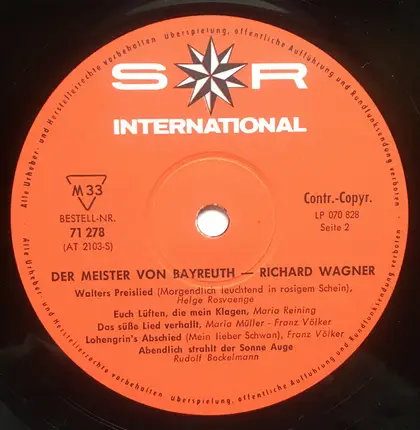 Alle Urheber- und Herstellerrechte vorbehalten Überspielung, öffentliche Aufführung und Rundfunksendung verboten
S R
INTERNATIONAL
M 33
BESTELL-NR.
71 278
(AT 2103-S)
Contr.-Copyr.
LP 070 828
Seite 2
DER MEISTER VON BAYREUTH — RICHARD WAGNER
Walters Preislied (Morgendlich leuchtend in rosigem Schein),
Helge Rosvaenge
Euch Lüften, die mein Klagen, Maria Reining
Das süße Lied verhallt, Maria Müller - Franz Völker
Lohengrin's Abschied (Mein lieber Schwan), Franz Völker
Abendlich strahlt der Sonne Auge
Rudolf Bockelmann
Alle Urheber- und Herstellerrechte vorbehalten Überspielung, öffentliche Aufführung und Rundfunksendung verboten